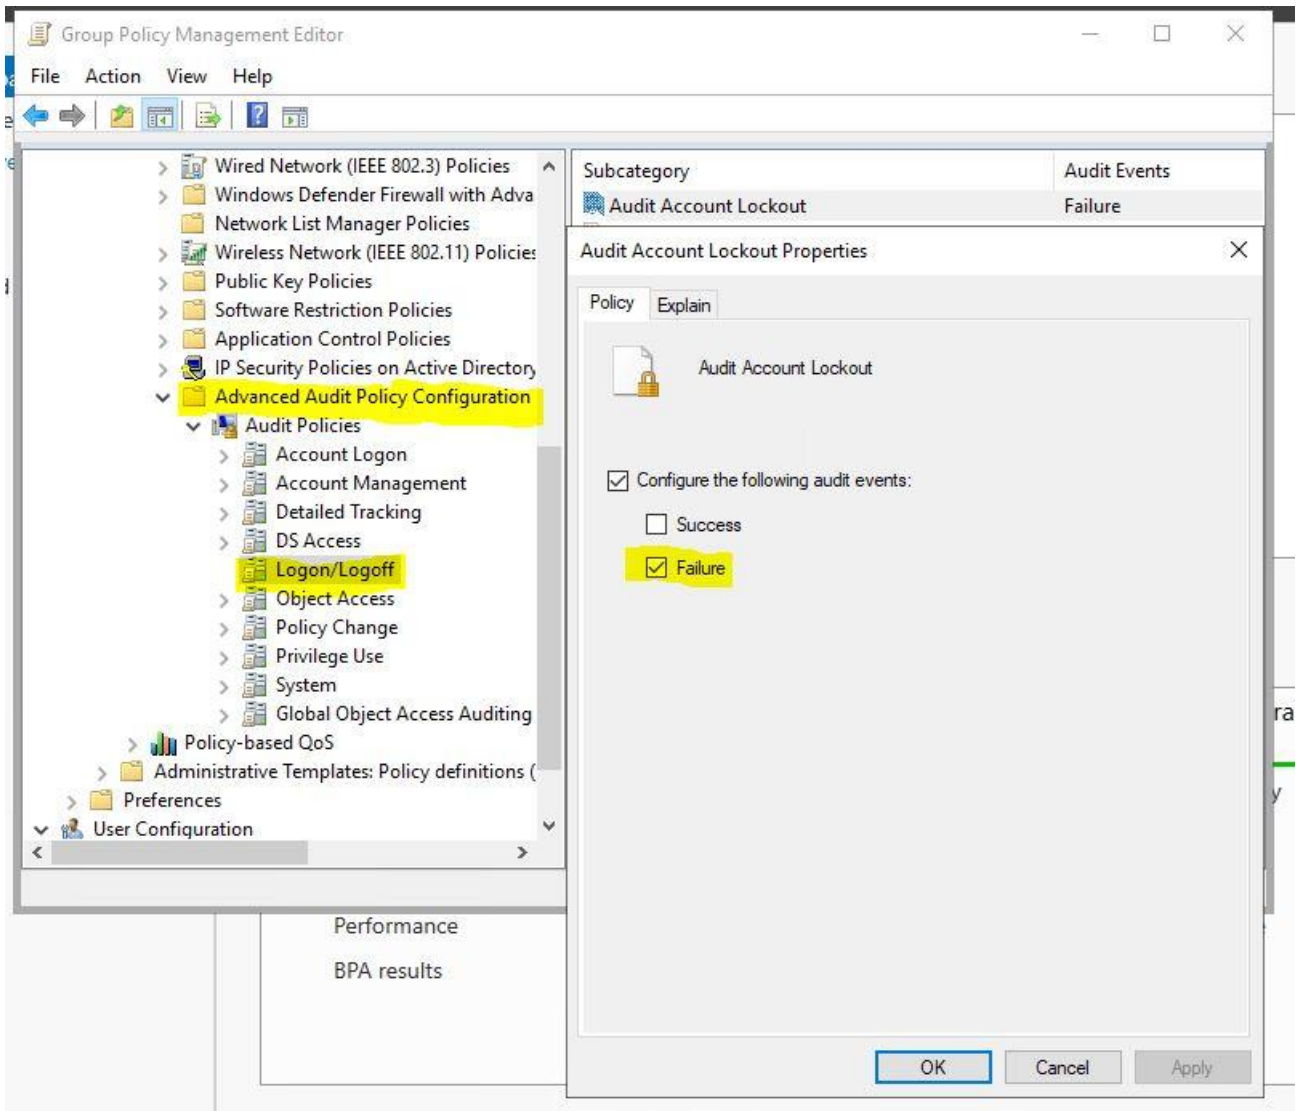 Group Policy Management Editor
File Action View Help
Wired Network (IEEE 802.3) Policies
Windows Defender Firewall with Adva
Network List Manager Policies
Wireless Network (IEEE 802.11) Policies
Public Key Policies
Software Restriction Policies
Application Control Policies
IP Security Policies on Active Directory
Advanced Audit Policy Configuration
Audit Policies
Account Logon
Account Management
Detailed Tracking
DS Access
Logon/Logoff
Object Access
Policy Change
Privilege Use
System
Global Object Access Auditing
Policy-based QoS
Administrative Templates: Policy definitions (
Preferences
User Configuration
Subcategory Audit Events
Audit Account Lockout Failure
Audit Account Lockout Properties
Policy Explain
Audit Account Lockout
Configure the following audit events:
Success
Failure
OK Cancel Apply
Performance
BPA results
ra
y